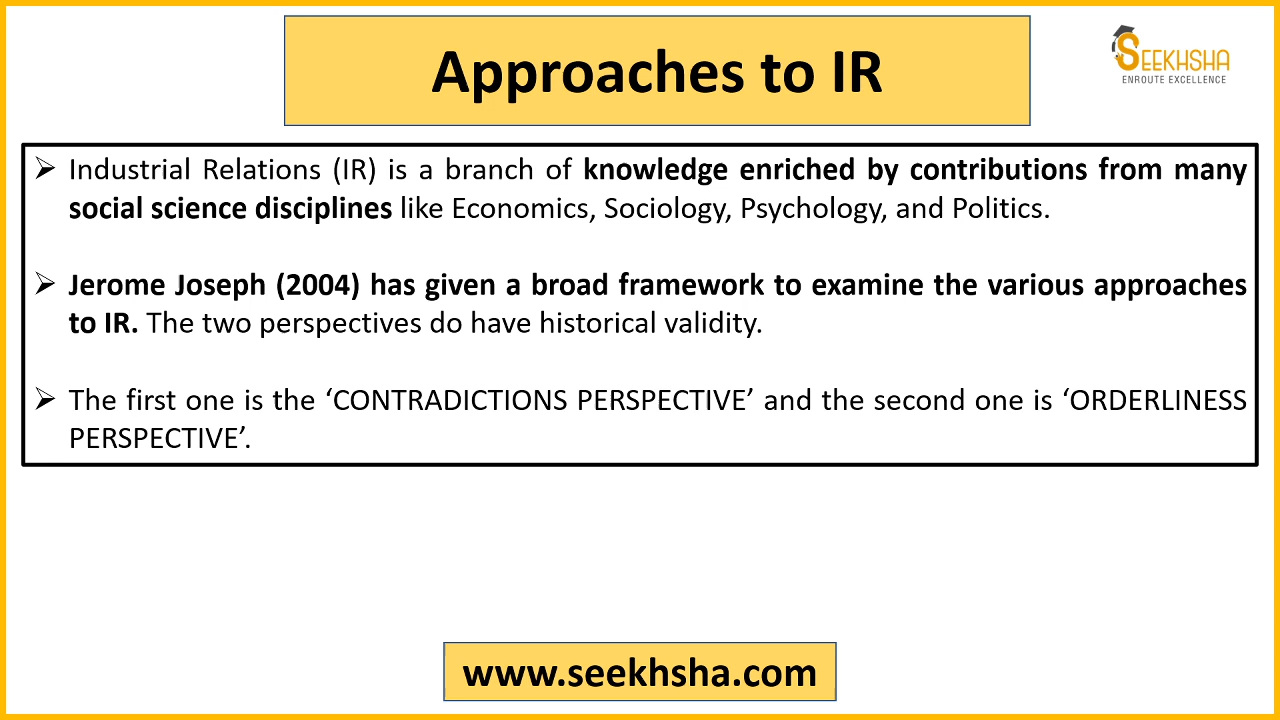 Approaches to IR
SEEKHSHA
ENROUTE EXCELLENCE
➢ Industrial Relations (IR) is a branch of knowledge enriched by contributions from many
social science disciplines like Economics, Sociology, Psychology, and Politics.
➢ Jerome Joseph (2004) has given a broad framework to examine the various approaches
to IR. The two perspectives do have historical validity.
➢ The first one is the ‘CONTRADICTIONS PERSPECTIVE’ and the second one is ‘ORDERLINESS
PERSPECTIVE’.
www.seekhsha.com